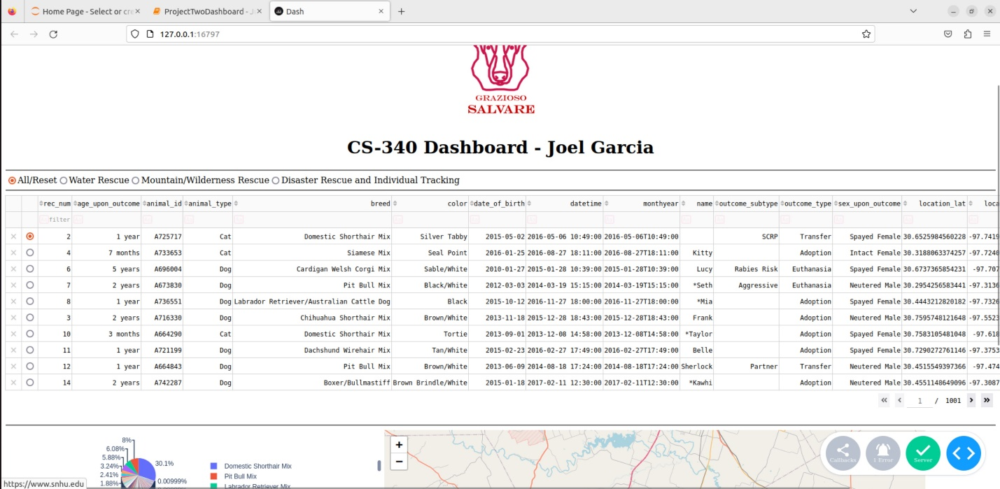 Home Page - Select or cre
ProjectTwoDashboard - J
Dash
127.0.0.1:16797
GRAZIOSO
SALVARE
CS-340 Dashboard - Joel Garcia
All/Reset Water Rescue Mountain/Wilderness Rescue Disaster Rescue and Individual Tracking
rec_num age_upon_outcome animal_id animal_type breed color date_of_birth datetime monthyear name outcome_subtype outcome_type sex_upon_outcome location_lat loca
filter
2 1 year A725717 Cat Domestic Shorthair Mix Silver Tabby 2015-05-02 2016-05-06 10:49:00 2016-05-06T10:49:00 SCRP Transfer Spayed Female 30.6525984560228 -97.7419
4 7 months A733653 Cat Siamese Mix Seal Point 2016-01-25 2016-08-27 18:11:00 2016-08-27T18:11:00 Kitty Adoption Intact Female 30.3188063374257 -97.7240
6 5 years A696004 Dog Cardigan Welsh Corgi Mix Sable/White 2010-01-27 2015-01-28 10:39:00 2015-01-28T10:39:00 Lucy Rabies Risk Euthanasia Spayed Female 30.6737365854231 -97.707
7 2 years A673830 Dog Pit Bull Mix Black/White 2012-03-03 2014-03-19 15:15:00 2014-03-19T15:15:00 *Seth Aggressive Euthanasia Neutered Male 30.2954256583441 -97.3136
8 1 year A736551 Dog Labrador Retriever/Australian Cattle Dog Black 2015-10-12 2016-11-27 18:00:00 2016-11-27T18:00:00 *Mia Adoption Spayed Female 30.4443212820182 -97.7326
3 2 years A716330 Dog Chihuahua Shorthair Mix Brown/White 2013-11-18 2015-12-28 18:43:00 2015-12-28T18:43:00 Frank Adoption Neutered Male 30.7595748121648 -97.5523
10 3 months A664290 Cat Domestic Shorthair Mix Tortie 2013-09-01 2013-12-08 14:58:00 2013-12-08T14:58:00 *Taylor Adoption Spayed Female 30.7583105481048 -97.618
11 1 year A721199 Dog Dachshund Wirehair Mix Tan/White 2015-02-23 2016-02-27 17:49:00 2016-02-27T17:49:00 Belle Adoption Spayed Female 30.7290272761146 -97.3753
12 1 year A664843 Dog Pit Bull Mix Brown/White 2013-06-09 2014-08-18 17:24:00 2014-08-18T17:24:00 Sherlock Partner Transfer Neutered Male 30.4515549397366 -97.474
14 2 years A742287 Dog Boxer/Bullmastiff Brown Brindle/White 2015-01-18 2017-02-11 12:30:00 2017-02-11T12:30:00 *Kawhi Adoption Neutered Male 30.4551148649096 -97.3087
1 / 1001
8%
6.08%
5.88%
3.24%
2.41%
1.88%
30.1%
0.00999%
Domestic Shorthair Mix
Pit Bull Mix
Labrador Retriever Mix
+
−
Callbacks
1 Error
Server
https://www.snhu.edu